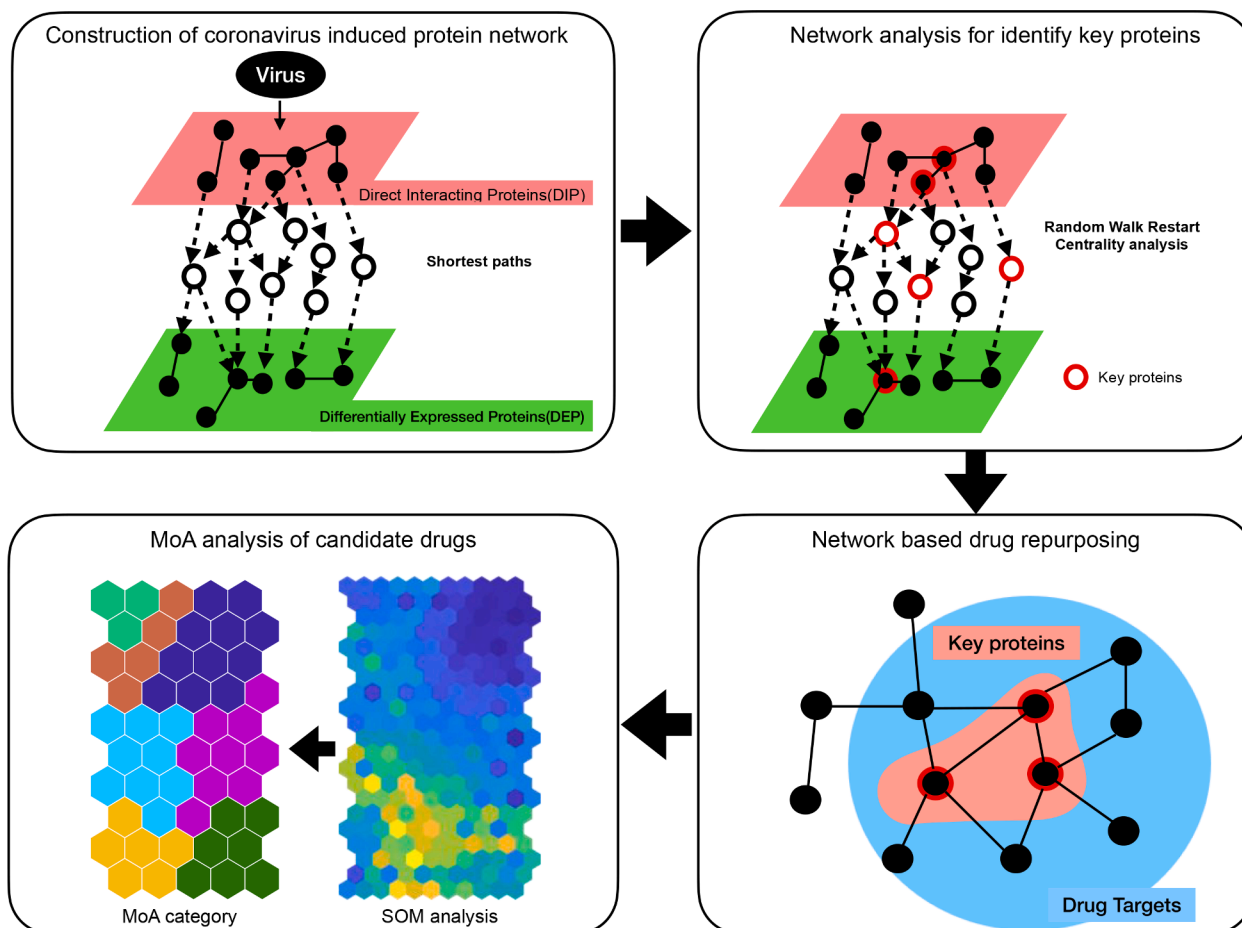 Construction of coronavirus induced protein network
Virus
Direct Interacting Proteins(DIP)
Shortest paths
Differentially Expressed Proteins(DEP)
Network analysis for identify key proteins
Random Walk Restart
Centrality analysis
Key proteins
MoA analysis of candidate drugs
MoA category
SOM analysis
Network based drug repurposing
Key proteins
Drug Targets